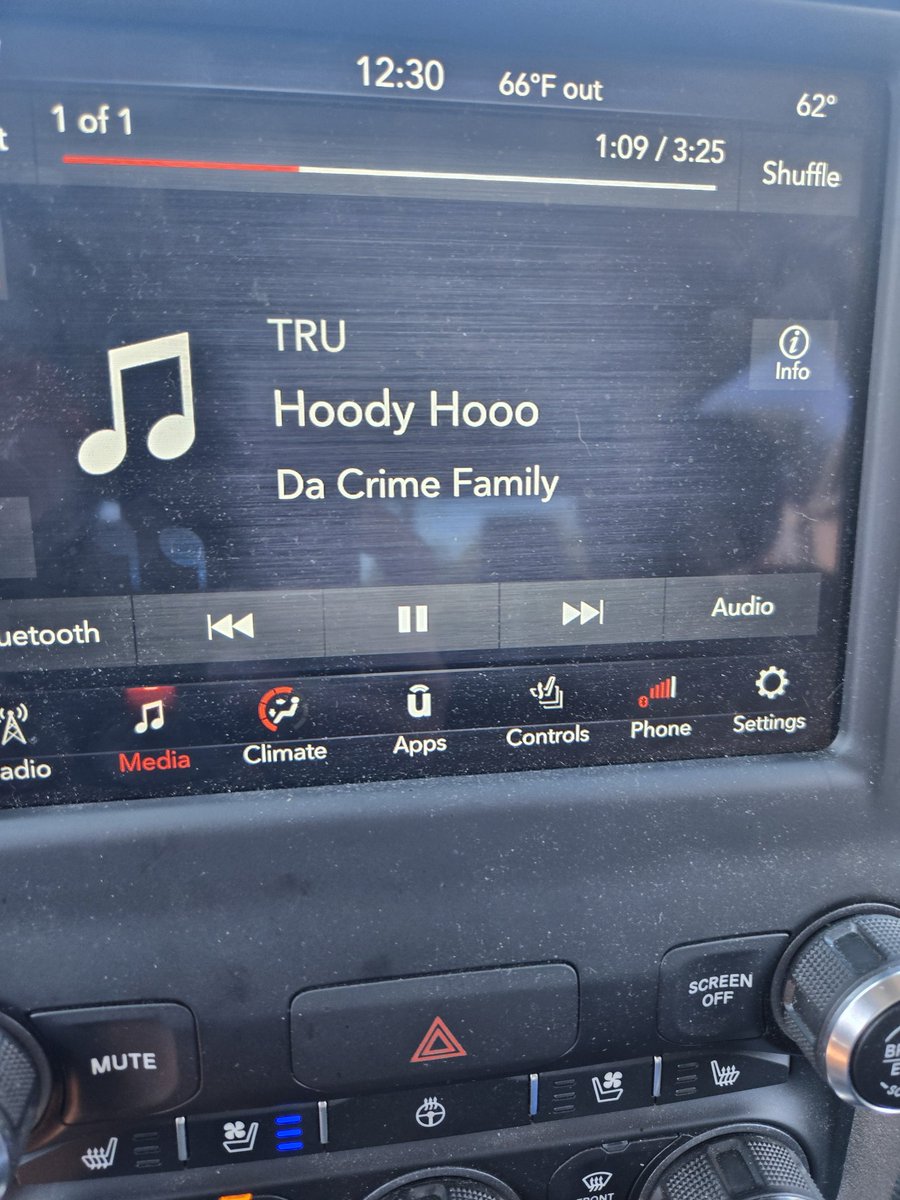 12:30 66°F out 62°
1 of 1
1:09 / 3:25
Shuffle
TRU
Hoody Hooo
Da Crime Family
Info
uetooth
Audio
adio
Media
Climate
Apps
Controls
Phone
Settings
MUTE
SCREEN
OFF
FRONT